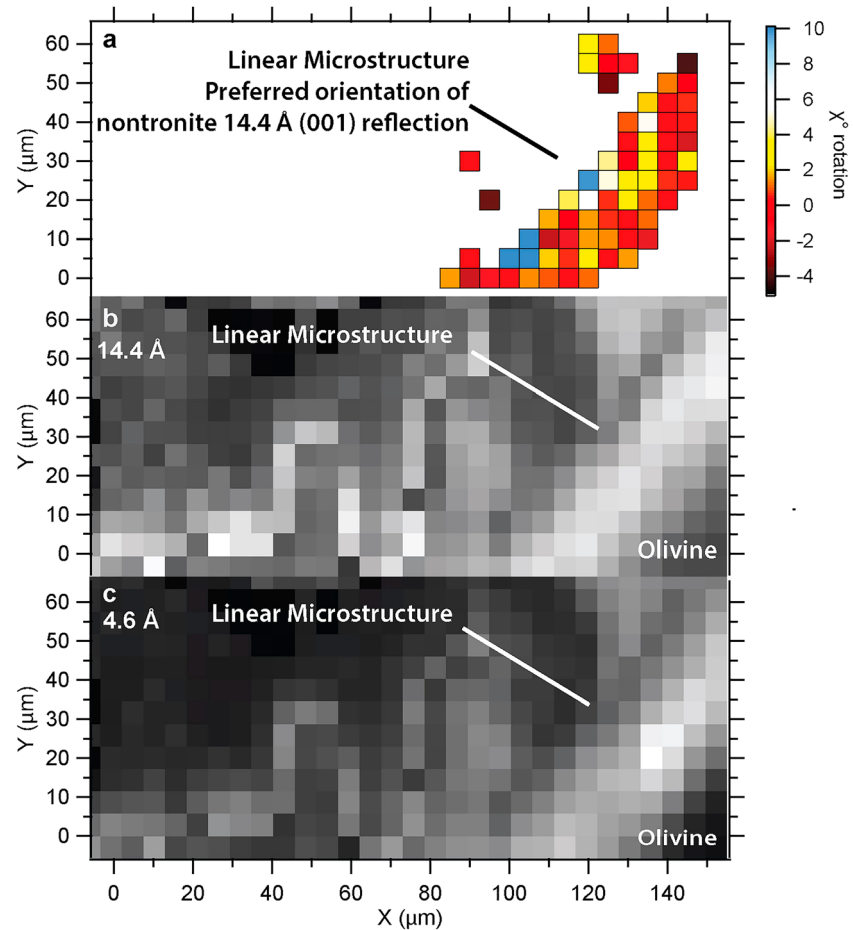 a
Linear Microstructure
Preferred orientation of
nontronite 14.4 Å (001) reflection
60
50
40
30
20
10
0
Y (µm)
10
8
6
4
2
0
-2
-4
χ° rotation
b
14.4 Å
Linear Microstructure
60
50
40
30
20
10
0
Y (µm)
Olivine
c
4.6 Å
Linear Microstructure
60
50
40
30
20
10
0
Y (µm)
Olivine
0 20 40 60 80 100 120 140
X (µm)